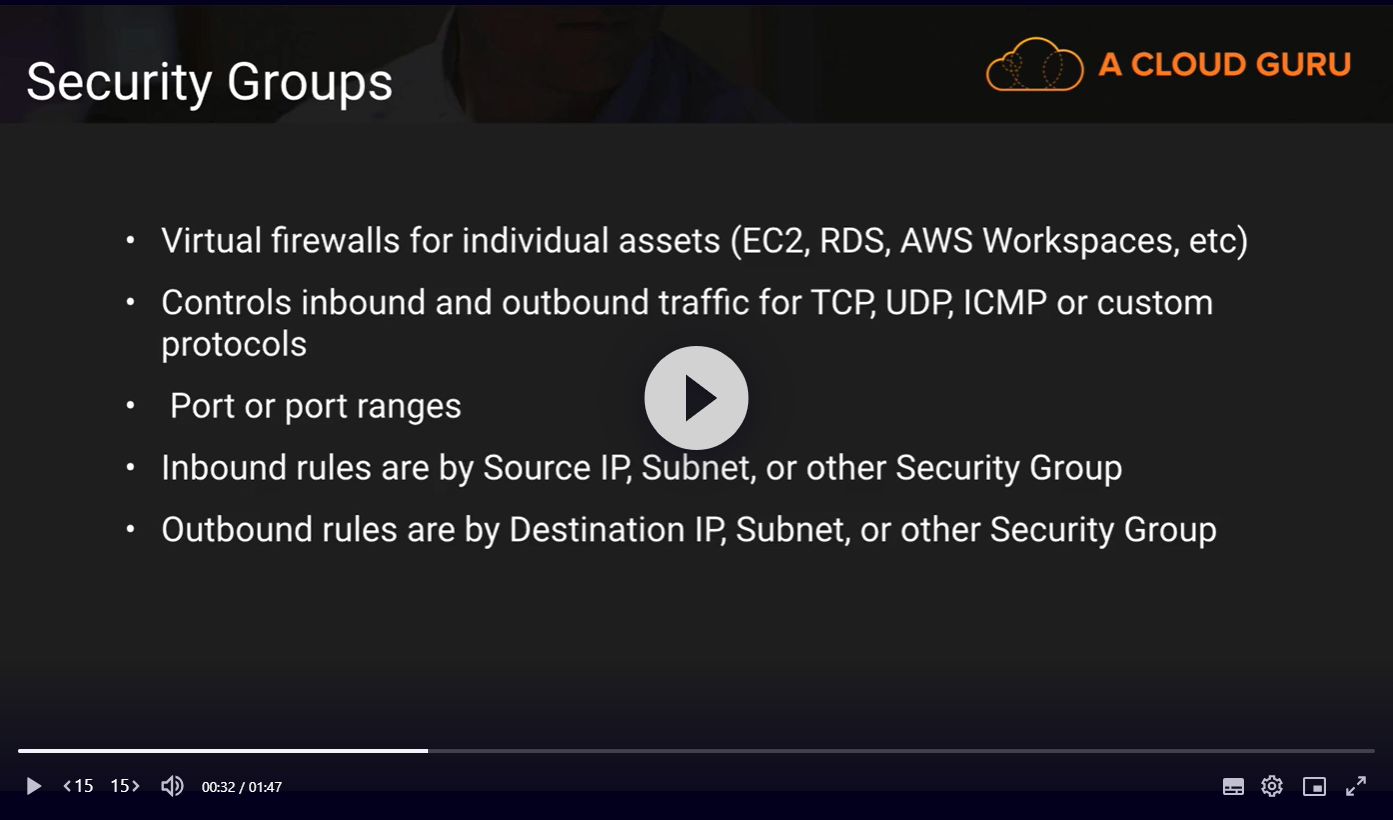 Security Groups
A CLOUD GURU
• Virtual firewalls for individual assets (EC2, RDS, AWS Workspaces, etc)
• Controls inbound and outbound traffic for TCP, UDP, ICMP or custom
protocols
• Port or port ranges
• Inbound rules are by Source IP, Subnet, or other Security Group
• Outbound rules are by Destination IP, Subnet, or other Security Group
15 15 00:32 / 01:47